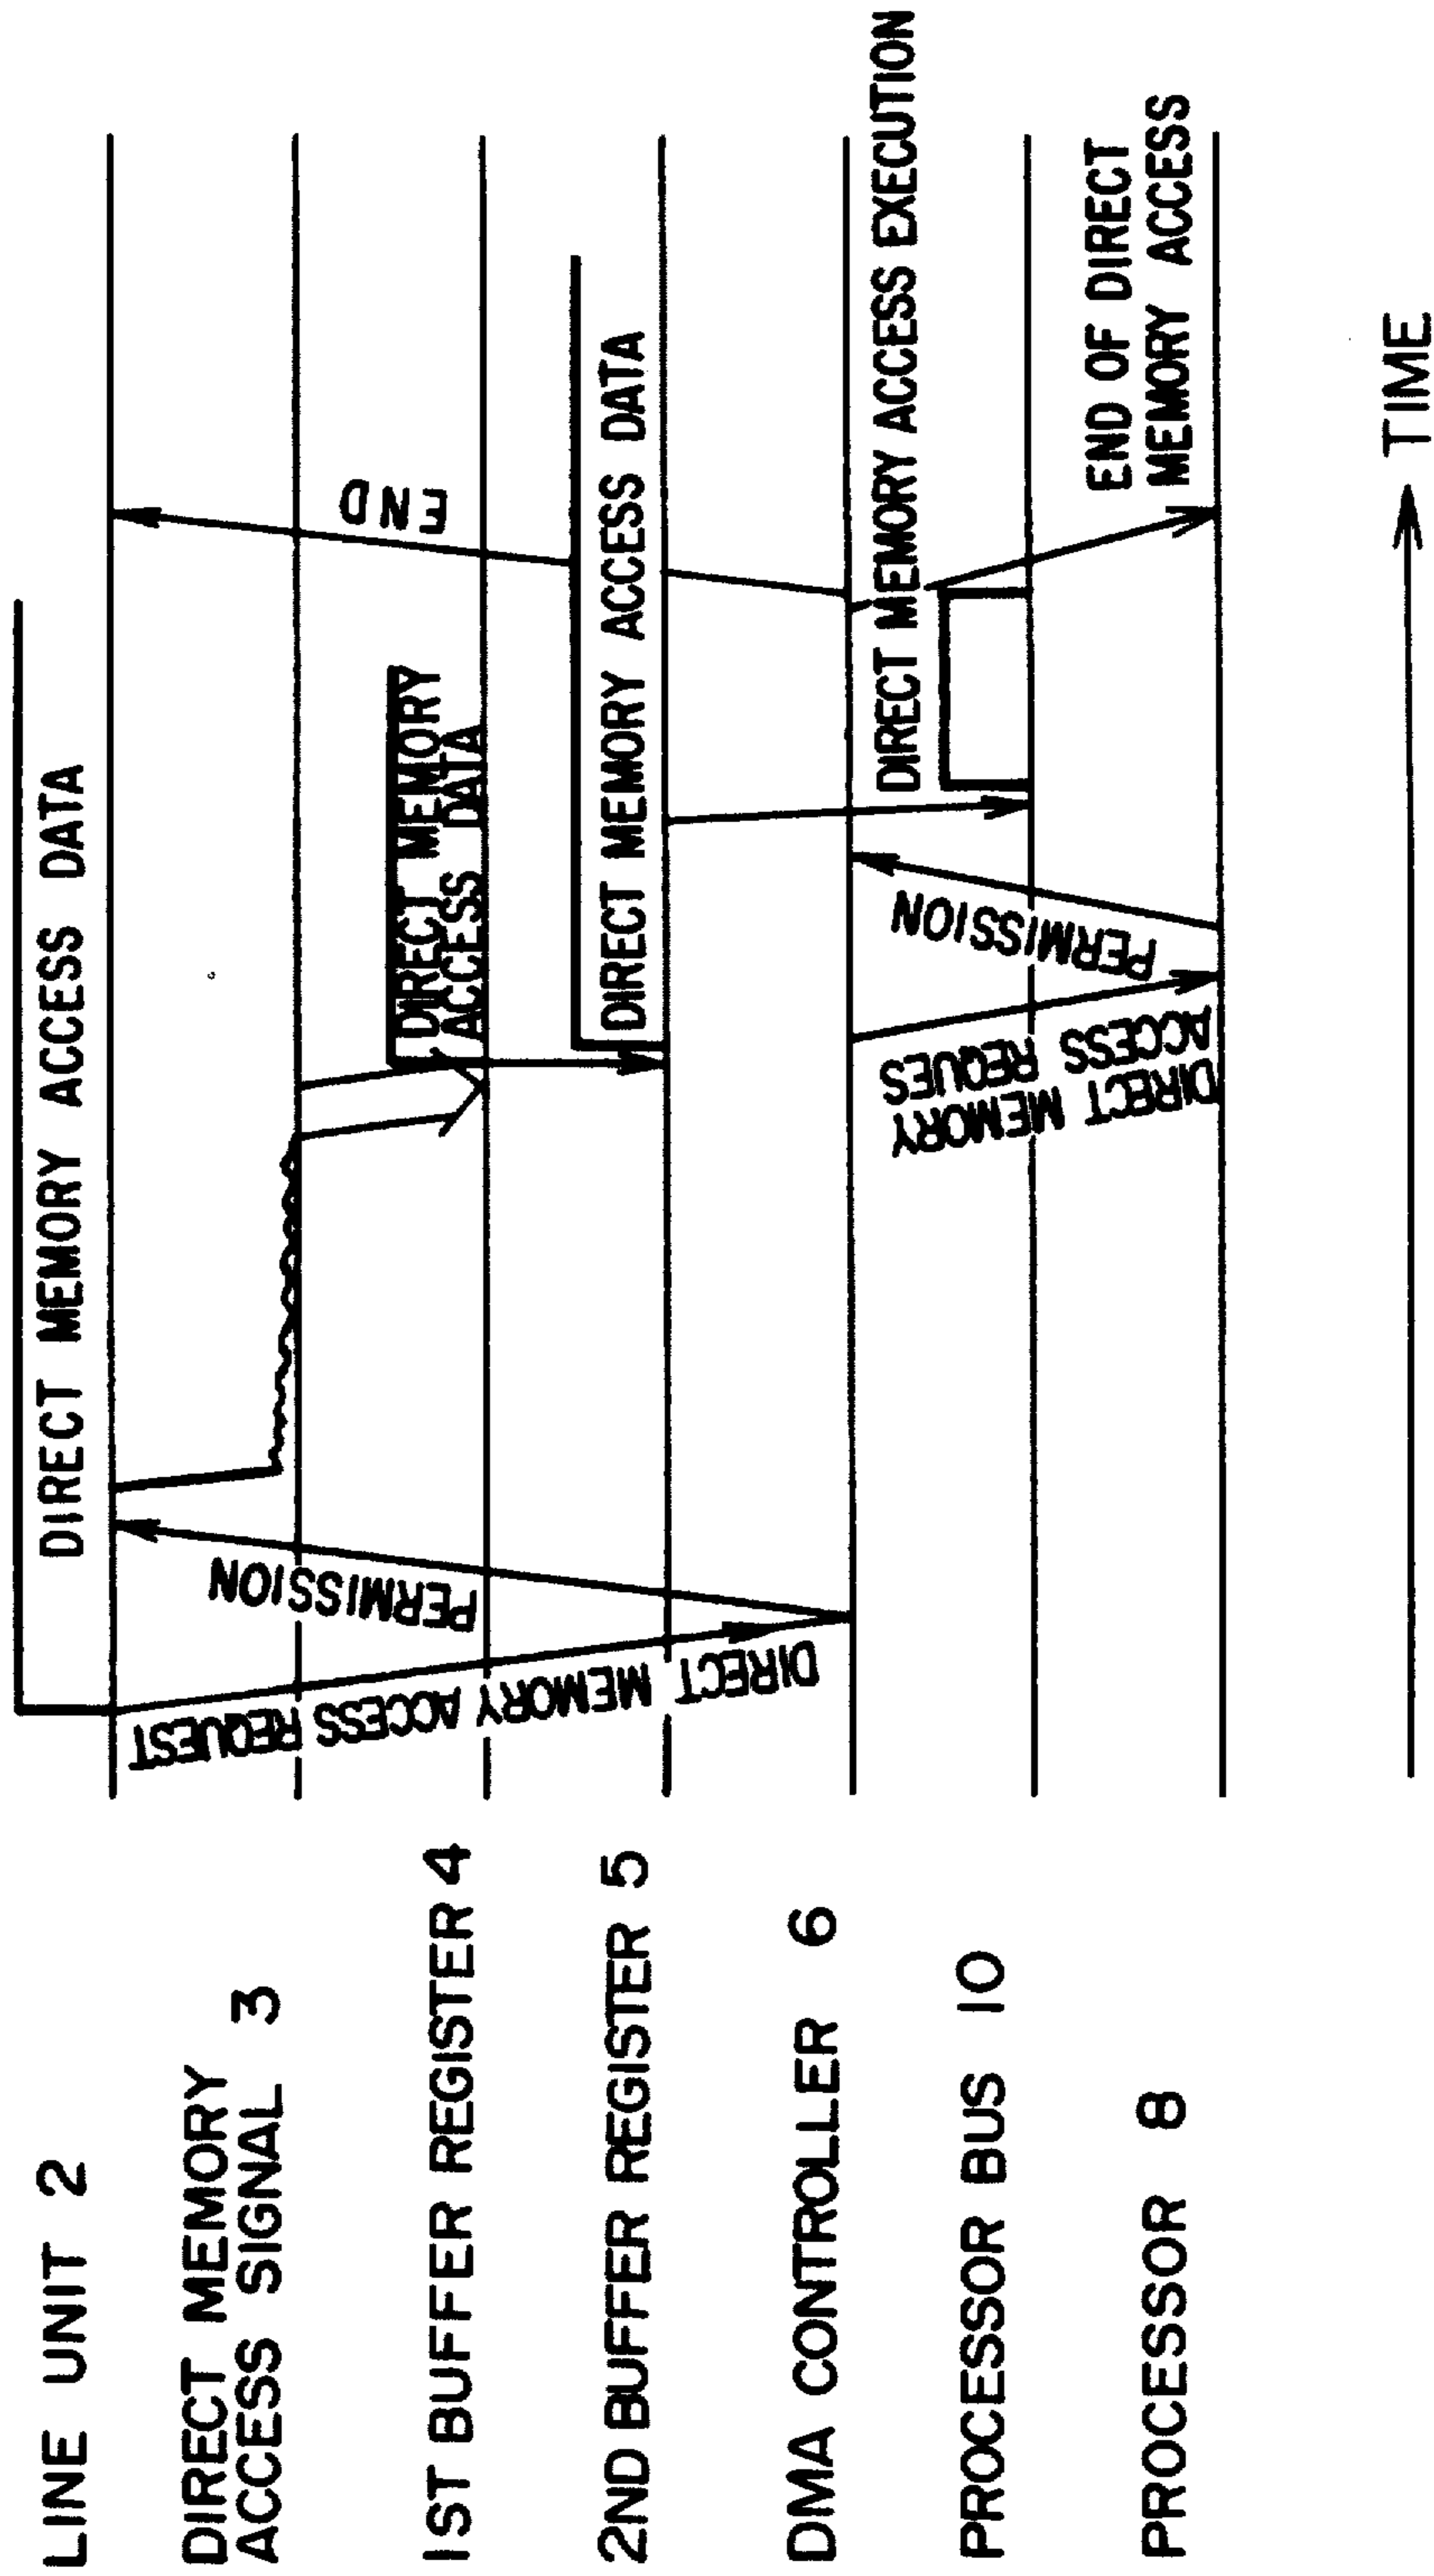 LINE UNIT 2
DIRECT MEMORY
ACCESS SIGNAL 3
1ST BUFFER REGISTER 4
2ND BUFFER REGISTER 5
DMA CONTROLLER 6
PROCESSOR BUS 10
PROCESSOR 8
DIRECT MEMORY ACCESS DATA
DIRECT MEMORY ACCESS REQUEST
PERMISSION
END
DIRECT MEMORY
ACCESS DATA
DIRECT MEMORY ACCESS DATA
DIRECT MEMORY
ACCESS REQUES
PERMISSION
DIRECT MEMORY ACCESS EXECUTION
END OF DIRECT
MEMORY ACCESS
TIME